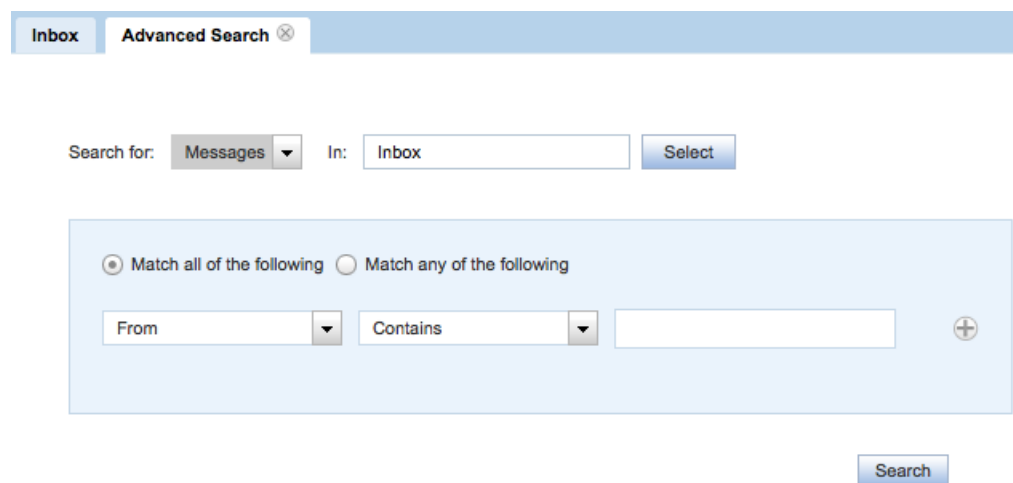 Inbox Advanced Search
Search for: Messages In: Inbox Select
Match all of the following Match any of the following
From Contains
Search